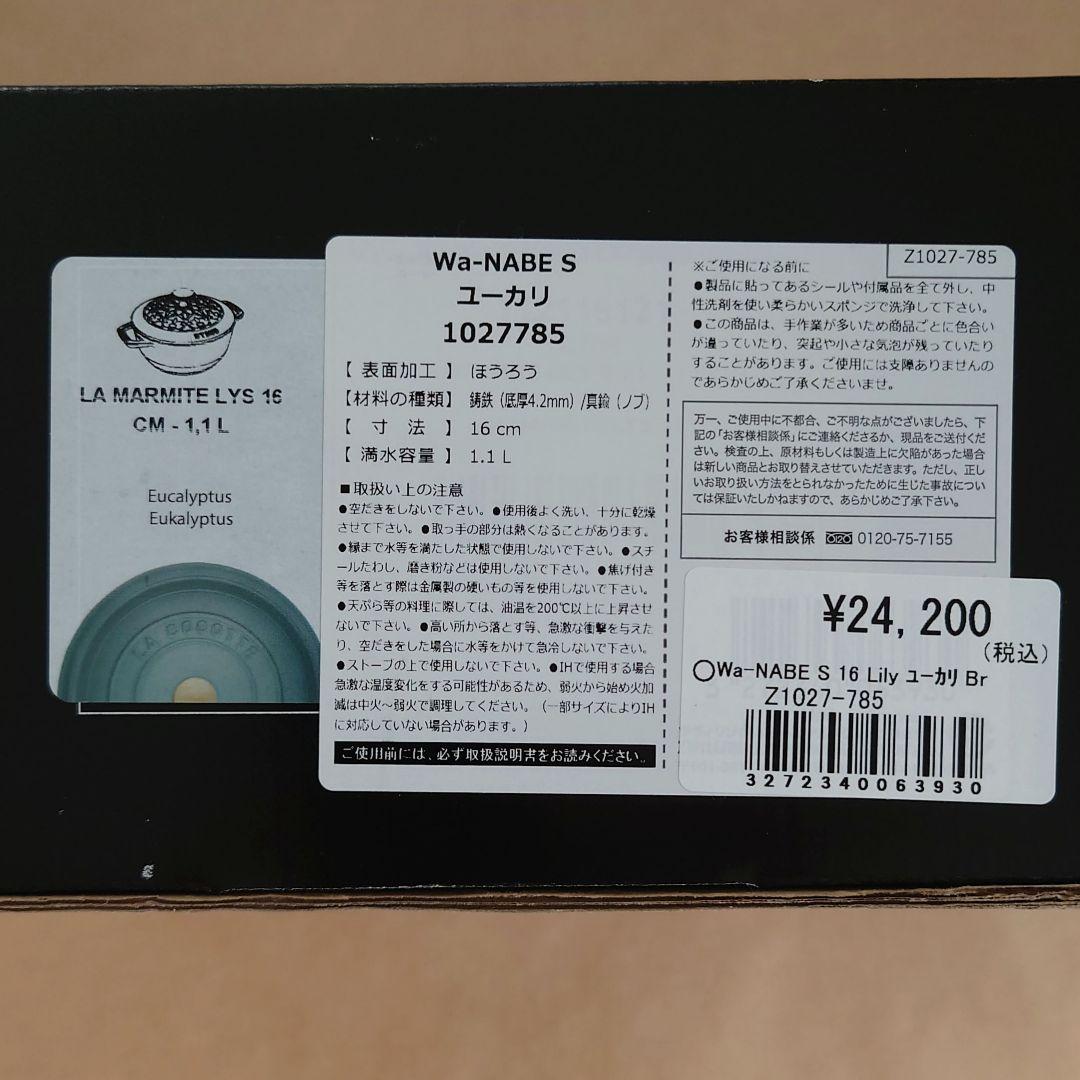 LA MARMITE LYS 16
CM - 1,1 L
Eucalyptus
Eukalyptus
LA COCOTTE
Wa-NABE S
ユーカリ
1027785
【 表面加工 】 ほうろう
【材料の種類】 鋳鉄（底厚4.2mm）/真鍮（ノブ）
【 寸 法 】 16 cm
【 満水容量 】 1.1 L
■取扱い上の注意
●空だきをしないで下さい。●使用後よく洗い、十分に乾燥
させて下さい。●取っ手の部分は熱くなることがあります。
●縁まで水等を満たした状態で使用しないで下さい。●スチ
ールたわし、磨き粉などは使用しないで下さい。●焦げ付き
等を落とす際は金属製の硬いもの等を使用しないで下さい。
●天ぷら等の料理に際しては、油温を200℃以上に上昇させ
ないで下さい。●高い所から落とす等、急激な衝撃を与えた
り、空だきをした場合に水等をかけて急冷しないで下さい。
●ストーブの上で使用しないで下さい。●IHで使用する場合
急激な温度変化をする可能性があるため、弱火から始め火加
減は中火～弱火で調理してください。（一部サイズによりIH
に対応していない場合があります。）
ご使用前には、必ず取扱説明書をお読みください。
Z1027-785
※ご使用になる前に
●製品に貼ってあるシールや付属品を全て外し、中
性洗剤を使い柔らかいスポンジで洗浄して下さい。
●この商品は、手作業が多いため商品ごとに色合い
が違っていたり、突起や小さな気泡が残っていたり
することがあります。ご使用には支障ありませんの
であらかじめご了承くださいませ。
万一、ご使用中に不都合、ご不明な点がございましたら、下
記の「お客様相談係」にご連絡くださるか、現品をご送付くださ
い。検査の上、原材料もしくは製造上に欠陥があった場合
は新しい商品とお取り替えさせていただきます。ただし、正し
いお取り扱い方法をとられなかったために生じた事故につい
ては保証いたしかねますので、あらかじめご了承下さい。
お客様相談係 0120-75-7155
¥24,200
（税込）
○Wa-NABE S 16 Lily ユーカリ Br
Z1027-785
3272340063930